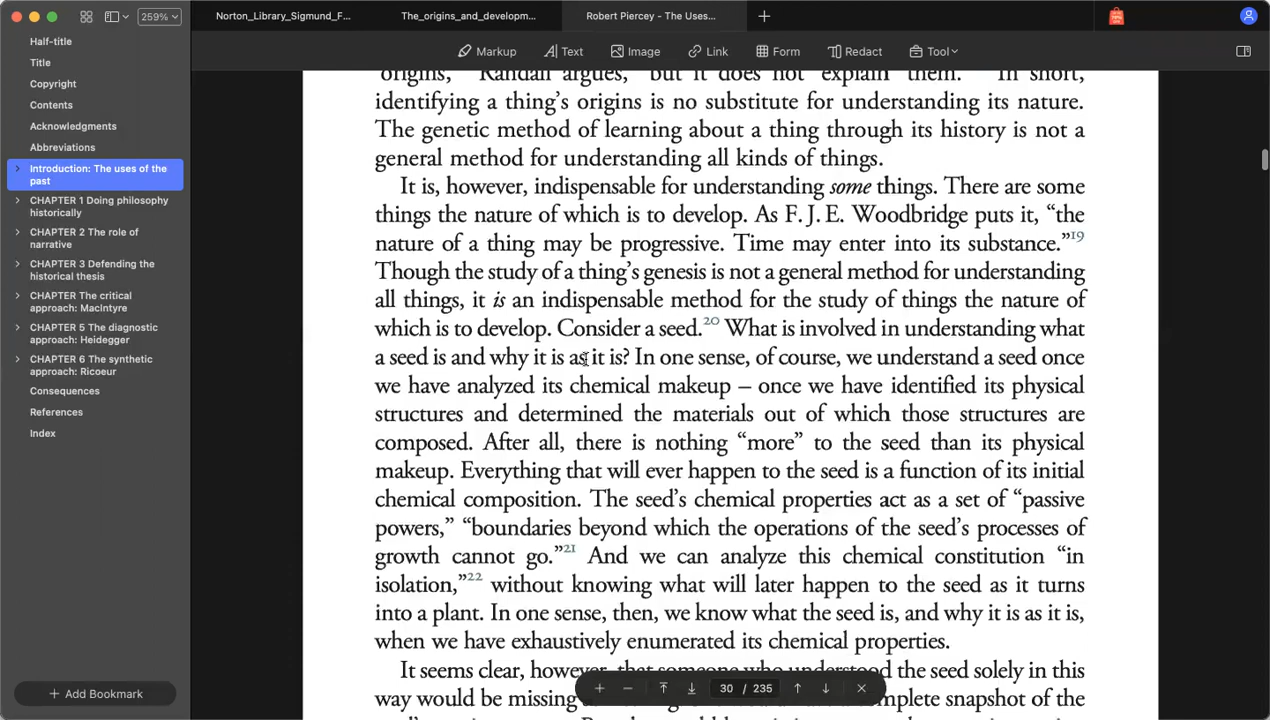 Norton_Library_Sigmund_F...
The_origins_and_developm...
Robert Piercey - The Uses...
259%
Markup
Text
Image
Link
Form
Redact
Tool
Half-title
Title
Copyright
Contents
Acknowledgments
Abbreviations
Introduction: The uses of the
past
CHAPTER 1 Doing philosophy
historically
CHAPTER 2 The role of
narrative
CHAPTER 3 Defending the
historical thesis
CHAPTER The critical
approach: MacIntyre
CHAPTER 5 The diagnostic
approach: Heidegger
CHAPTER 6 The synthetic
approach: Ricoeur
Consequences
References
Index
Add Bookmark
origins," Randall argues, "but it does not explain them." In short,
identifying a thing's origins is no substitute for understanding its nature.
The genetic method of learning about a thing through its history is not a
general method for understanding all kinds of things.
It is, however, indispensable for understanding some things. There are some
things the nature of which is to develop. As F. J. E. Woodbridge puts it, "the
nature of a thing may be progressive. Time may enter into its substance."19
Though the study of a thing's genesis is not a general method for understanding
all things, it is an indispensable method for the study of things the nature of
which is to develop. Consider a seed.20 What is involved in understanding what
a seed is and why it is as it is? In one sense, of course, we understand a seed once
we have analyzed its chemical makeup – once we have identified its physical
structures and determined the materials out of which those structures are
composed. After all, there is nothing "more" to the seed than its physical
makeup. Everything that will ever happen to the seed is a function of its initial
chemical composition. The seed's chemical properties act as a set of "passive
powers," "boundaries beyond which the operations of the seed's processes of
growth cannot go."21 And we can analyze this chemical constitution "in
isolation,"22 without knowing what will later happen to the seed as it turns
into a plant. In one sense, then, we know what the seed is, and why it is as it is,
when we have exhaustively enumerated its chemical properties.
It seems clear, however, that someone who understood the seed solely in this
way would be missing complete snapshot of the
30 / 235